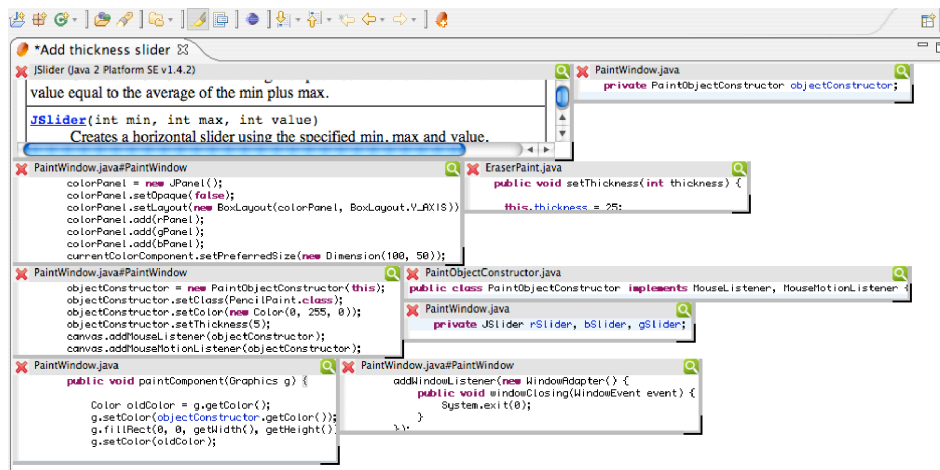 *Add thickness slider
JSlider (Java 2 Platform SE v1.4.2)
value equal to the average of the min plus max.
JSlider(int min, int max, int value)
Creates a horizontal slider using the specified min, max and value.
PaintWindow.java
private PaintObjectConstructor objectConstructor;
PaintWindow.java#PaintWindow
colorPanel = new JPanel();
colorPanel.setOpaque(false);
colorPanel.setLayout(new BoxLayout(colorPanel, BoxLayout.Y_AXIS))
colorPanel.add(rPanel);
colorPanel.add(gPanel);
colorPanel.add(bPanel);
currentColorComponent.setPreferredSize(new Dimension(100, 50));
EraserPaint.java
public void setThickness(int thickness) {
this.thickness = 25;
PaintWindow.java#PaintWindow
objectConstructor = new PaintObjectConstructor(this);
objectConstructor.setClass(PencilPaint.class);
objectConstructor.setColor(new Color(0, 255, 0));
objectConstructor.setThickness(5);
canvas.addMouseListener(objectConstructor);
canvas.addMouseMotionListener(objectConstructor);
PaintObjectConstructor.java
public class PaintObjectConstructor implements MouseListener, MouseMotionListener {
PaintWindow.java
private JSlider rSlider, bSlider, gSlider;
PaintWindow.java
public void paintComponent(Graphics g) {
Color oldColor = g.getColor();
g.setColor(objectConstructor.getColor());
g.fillRect(0, 0, getWidth(), getHeight()
g.setColor(oldColor);
PaintWindow.java#PaintWindow
addWindowListener(new WindowAdapter() {
public void windowClosing(WindowEvent event) {
System.exit(0);
}
});